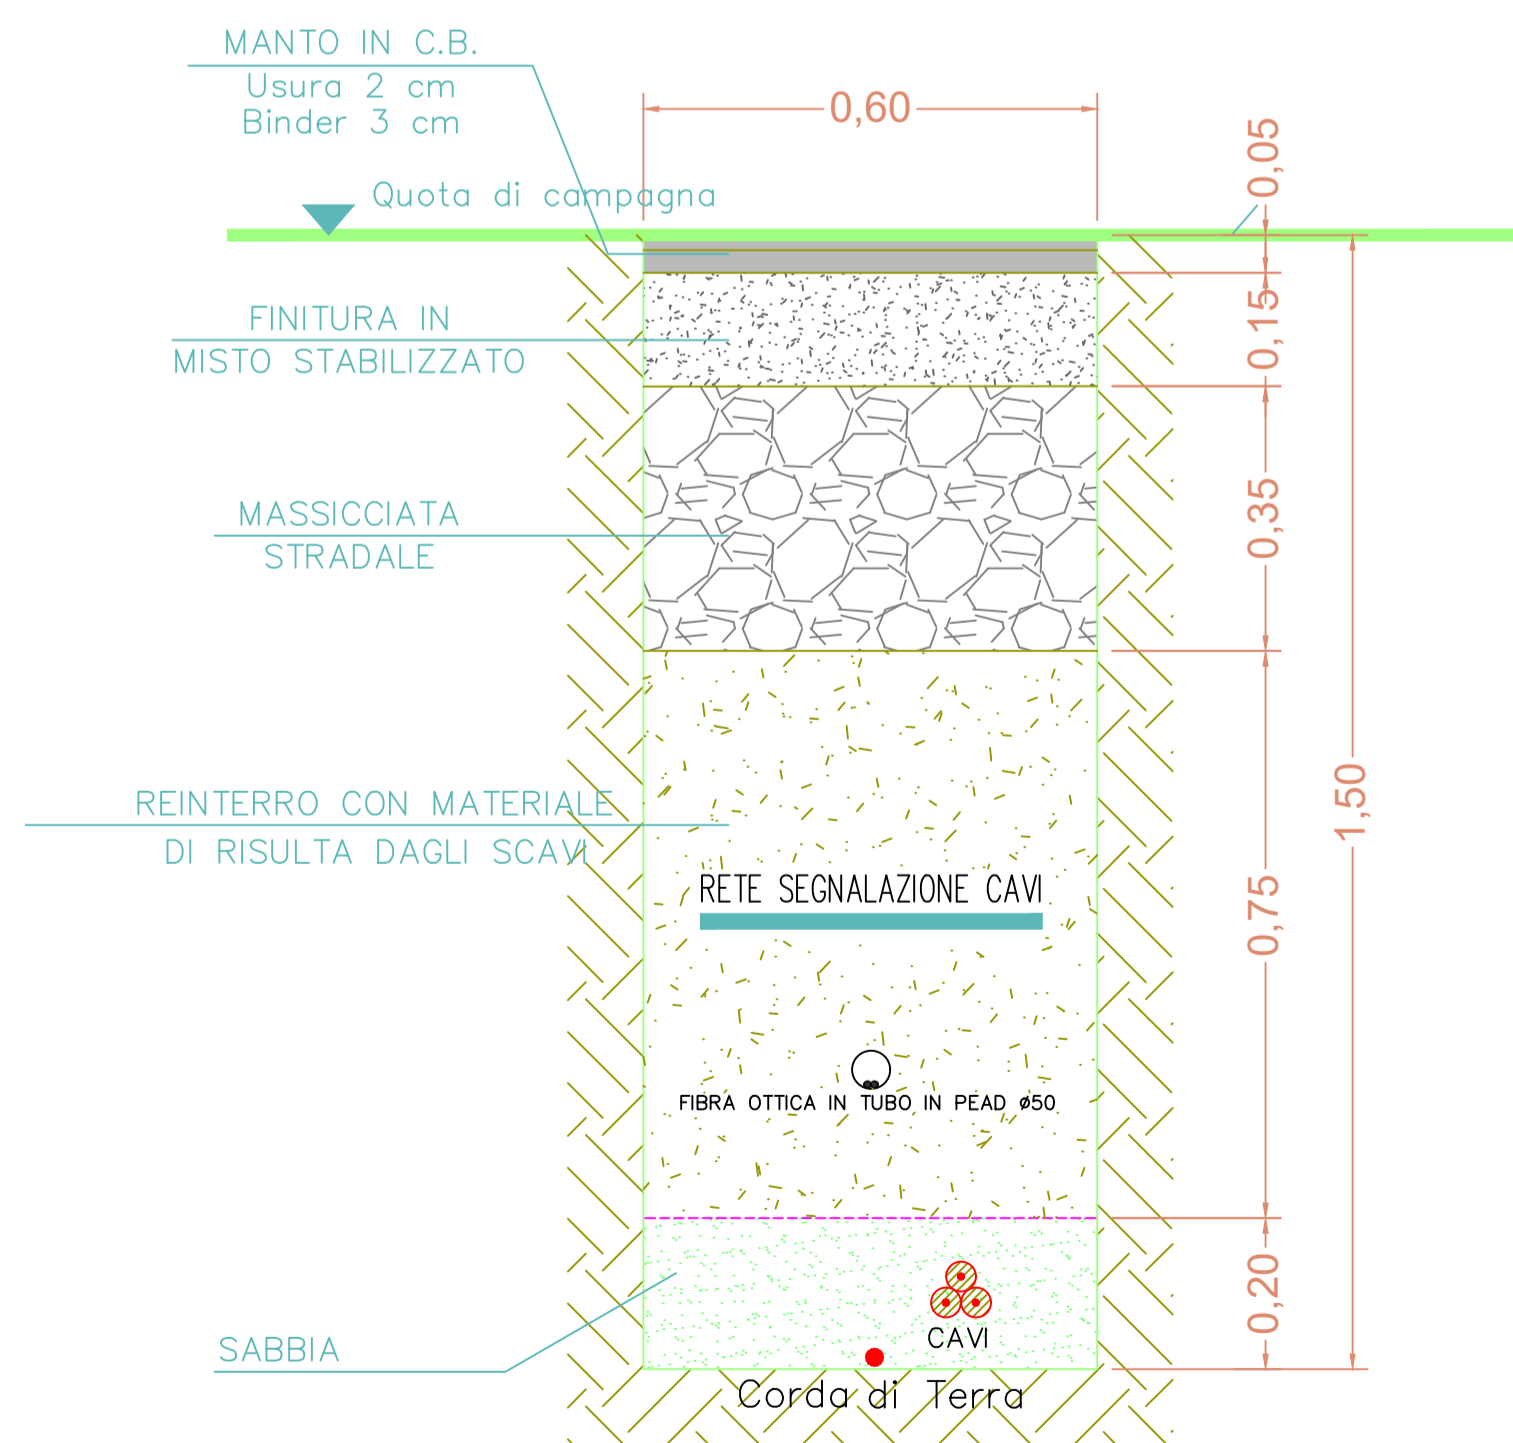 MANTO IN C.B.
Usura 2 cm
Binder 3 cm
0,60
0,05
Quota di campagna
0,15
FINITURA IN
MISTO STABILIZZATO
0,35
MASSICCIATA
STRADALE
1,50
REINTERRO CON MATERIALE
DI RISULTA DAGLI SCAVI
RETE SEGNALAZIONE CAVI
0,75
FIBRA OTTICA IN TUBO IN PEAD ø50
0,20
CAVI
SABBIA
Corda di Terra